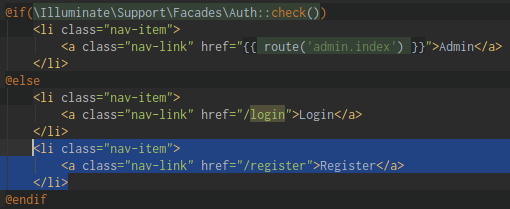 @if(\Illuminate\Support\Facades\Auth::check())
<li class="nav-item">
<a class="nav-link" href="{{ route('admin.index') }}">Admin</a>
</li>
@else
<li class="nav-item">
<a class="nav-link" href="/login">Login</a>
</li>
<li class="nav-item">
<a class="nav-link" href="/register">Register</a>
</li>
@endif